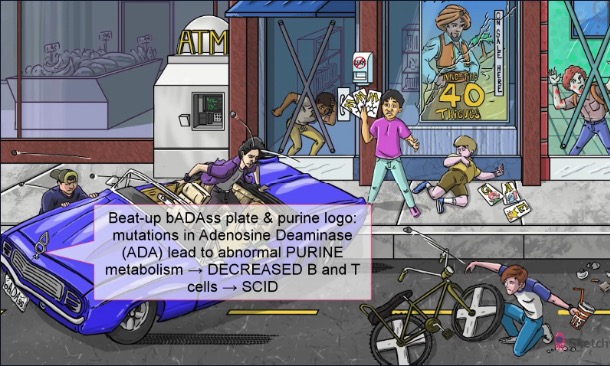 ATM
ON SALE HERE
40
THIEVES
Beat-up bADAss plate & purine logo:
mutations in Adenosine Deaminase
(ADA) lead to abnormal PURINE
metabolism → DECREASED B and T
cells → SCID